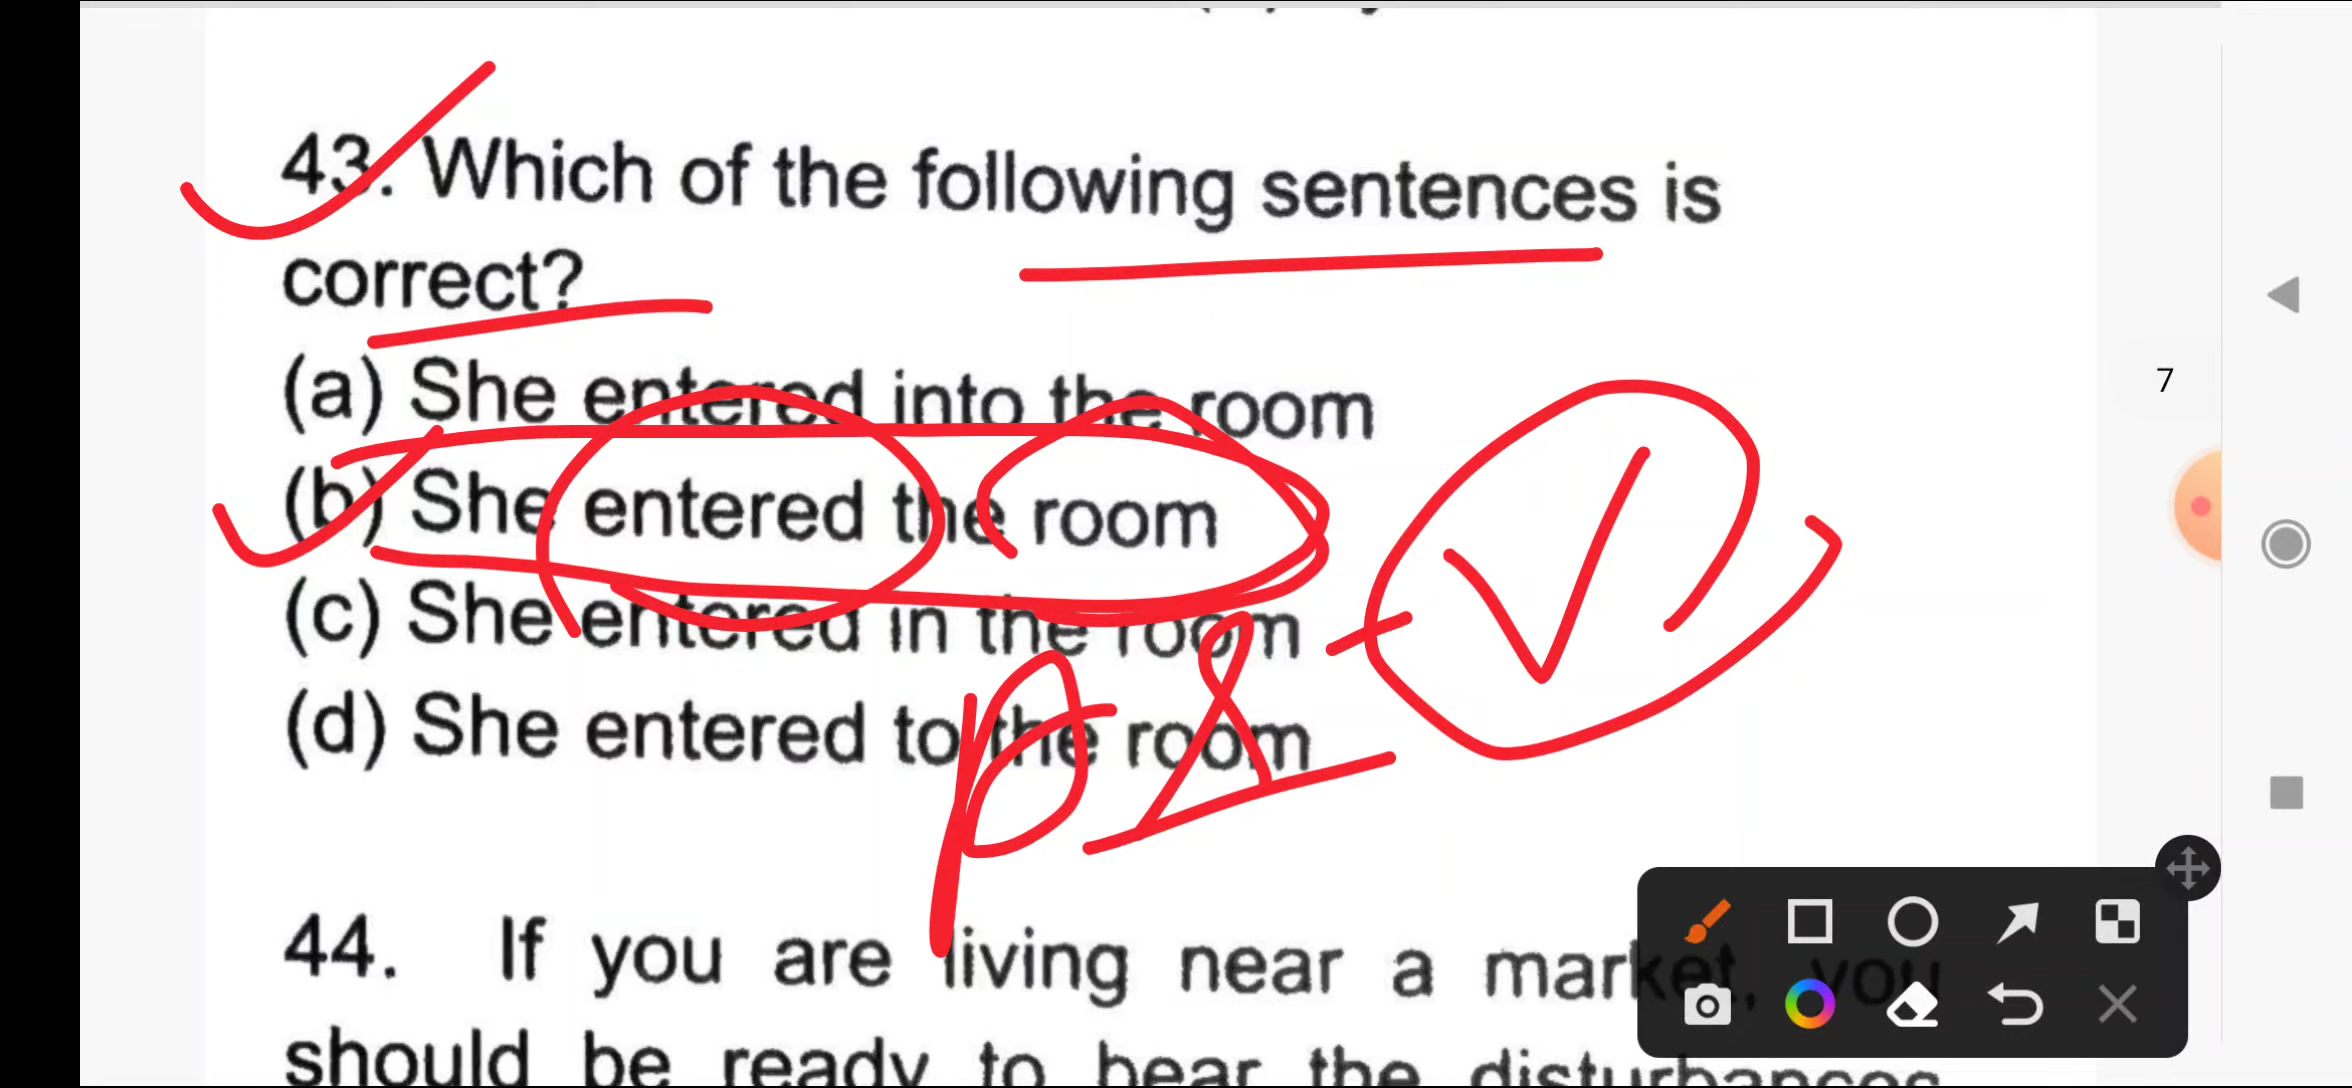 43. Which of the following sentences is
correct?
(a) She entered into the room
(b) She entered the room
(c) She entered in the room
(d) She entered to the room
44. If you are living near a market, you
should be ready to bear the disturbances
7